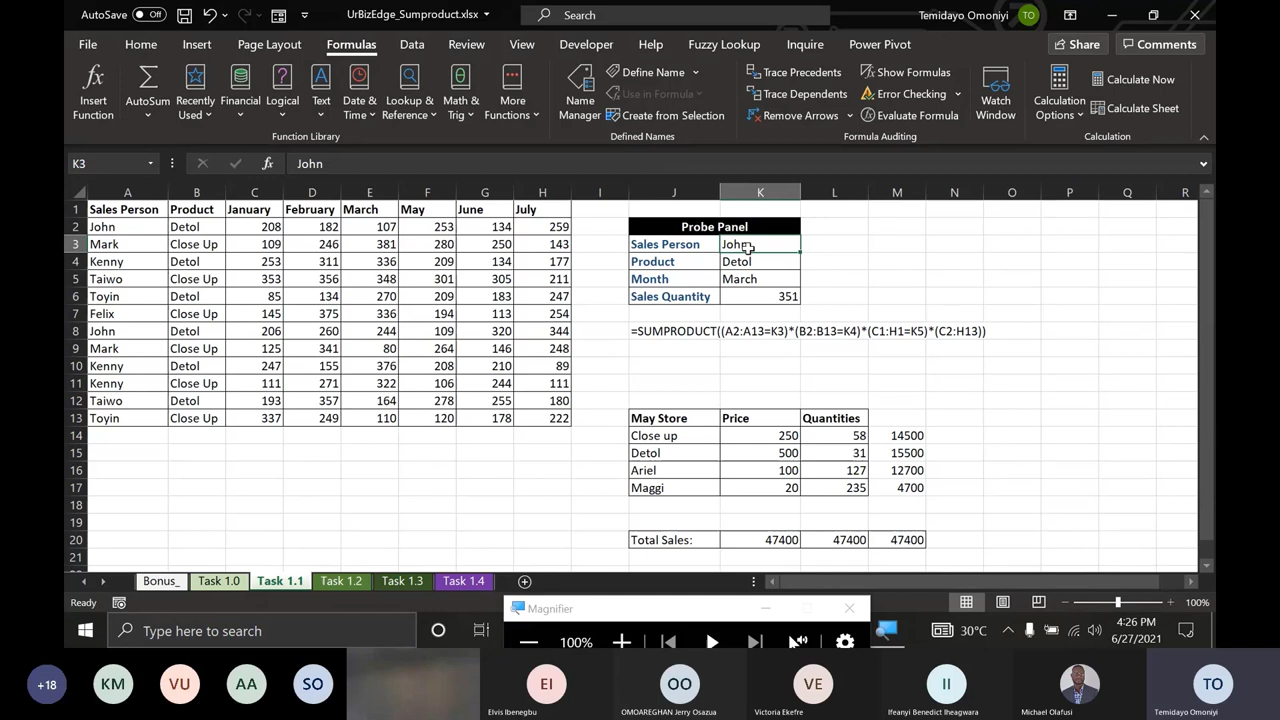 AutoSave Off UrBizEdge_Sumproduct.xlsx Search Temidayo Omoniyi TO
File Home Insert Page Layout Formulas Data Review View Developer Help Fuzzy Lookup Inquire Power Pivot Share Comments
Insert Function
AutoSum
Recently Used
Financial
Logical
Text
Date & Time
Lookup & Reference
Math & Trig
More Functions
Function Library
Name Manager
Define Name
Use in Formula
Create from Selection
Defined Names
Trace Precedents
Trace Dependents
Remove Arrows
Show Formulas
Error Checking
Evaluate Formula
Formula Auditing
Watch Window
Calculation Options
Calculate Now
Calculate Sheet
Calculation
K3 fx John
A B C D E F G H I J K L M N O P Q R
1 Sales Person Product January February March May June July
2 John Detol 208 182 107 253 134 259 Probe Panel
3 Mark Close Up 109 246 381 280 250 143 Sales Person John
4 Kenny Detol 253 311 336 209 134 177 Product Detol
5 Taiwo Close Up 353 356 348 301 305 211 Month March
6 Toyin Detol 85 134 270 209 183 247 Sales Quantity 351
7 Felix Close Up 145 375 336 194 113 254
8 John Detol 206 260 244 109 320 344 =SUMPRODUCT((A2:A13=K3)*(B2:B13=K4)*(C1:H1=K5)*(C2:H13))
9 Mark Close Up 125 341 80 264 146 248
10 Kenny Detol 247 155 376 208 210 89
11 Kenny Close Up 111 271 322 106 244 111
12 Taiwo Detol 193 357 164 278 255 180
13 Toyin Close Up 337 249 110 120 178 222 May Store Price Quantities
14 Close up 250 58 14500
15 Detol 500 31 15500
16 Ariel 100 127 12700
17 Maggi 20 235 4700
18
19
20 Total Sales: 47400 47400 47400
21
Bonus_ Task 1.0 Task 1.1 Task 1.2 Task 1.3 Task 1.4
Ready 100%
Magnifier
100%
Type here to search 30°C 4:26 PM
6/27/2021
+18 KM VU AA SO EI OO VE II TO
Elvis Ibenegbu OMOAREGHAN Jerry Osazua Victoria Ekefre Ifeanyi Benedict Iheagwara Michael Olafusi Temidayo Omoniyi